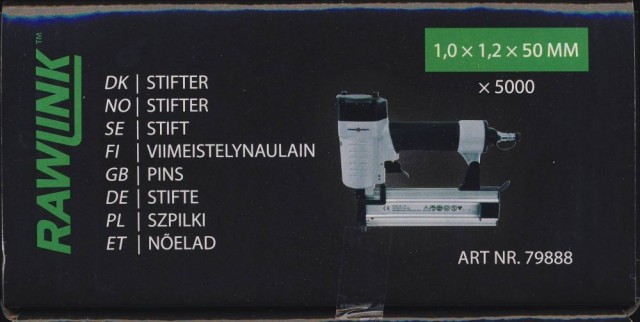 RAWLINK™
DK | STIFTER
NO | STIFTER
SE | STIFT
FI | VIIMEISTELYNAULAIN
GB | PINS
DE | STIFTE
PL | SZPILKI
ET | NÕELAD
1,0 × 1,2 × 50 MM
× 5000
ART NR. 79888